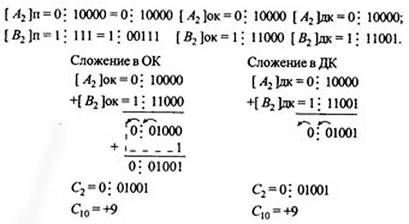 [ A₂]п = 0⋮ 10000 = 0⋮ 10000 [ A₂]ок = 0⋮ 10000 [ A₂]дк = 0⋮ 10000;
[ B₂]п = 1⋮ 111 = 1⋮ 00111 [ B₂]ок = 1⋮ 11000 [ B₂]дк = 1⋮ 11001.
Сложение в ОК
[ A₂]ок = 0⋮ 10000
+[ B₂]ок = 1⋮ 11000
0⋮ 01000
+ 1
0⋮ 01001
C₂ = 0⋮ 01001
C₁₀ = +9
Сложение в ДК
[ A₂]дк = 0⋮ 10000
+[ B₂]дк = 1⋮ 11001
0⋮ 01001
C₂ = 0⋮ 01001
C₁₀ = +9